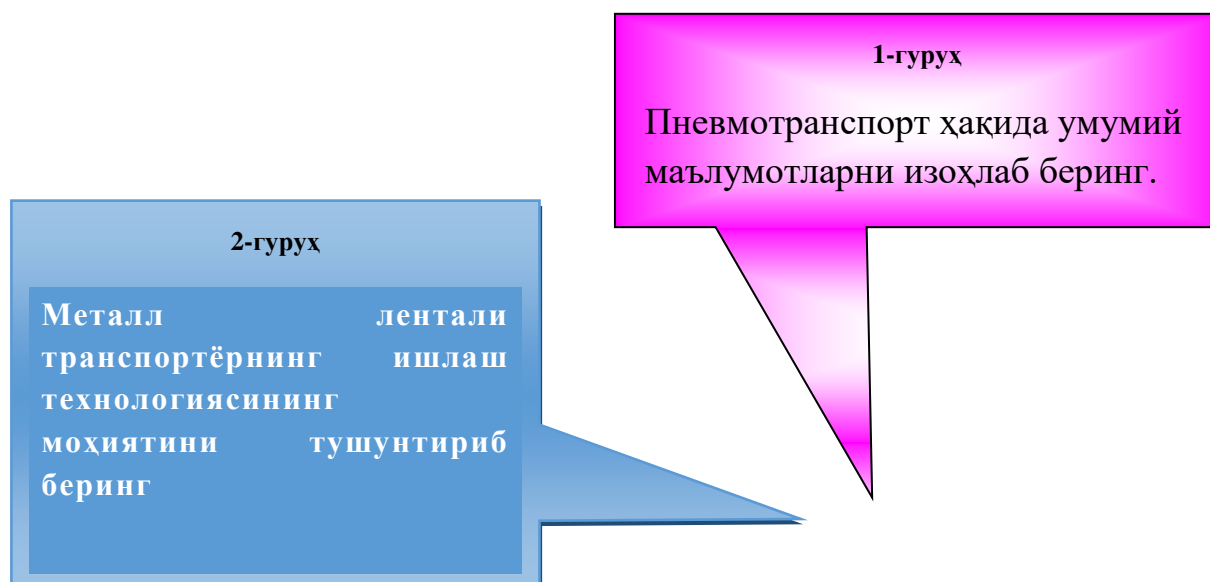 1-гуруҳ
Пневмотранспорт ҳақида умумий
маълумотларни изоҳлаб беринг.
2-гуруҳ
Металл лентали
транспортёрнинг ишлаш
технологиясининг
моҳиятини тушунтириб
беринг